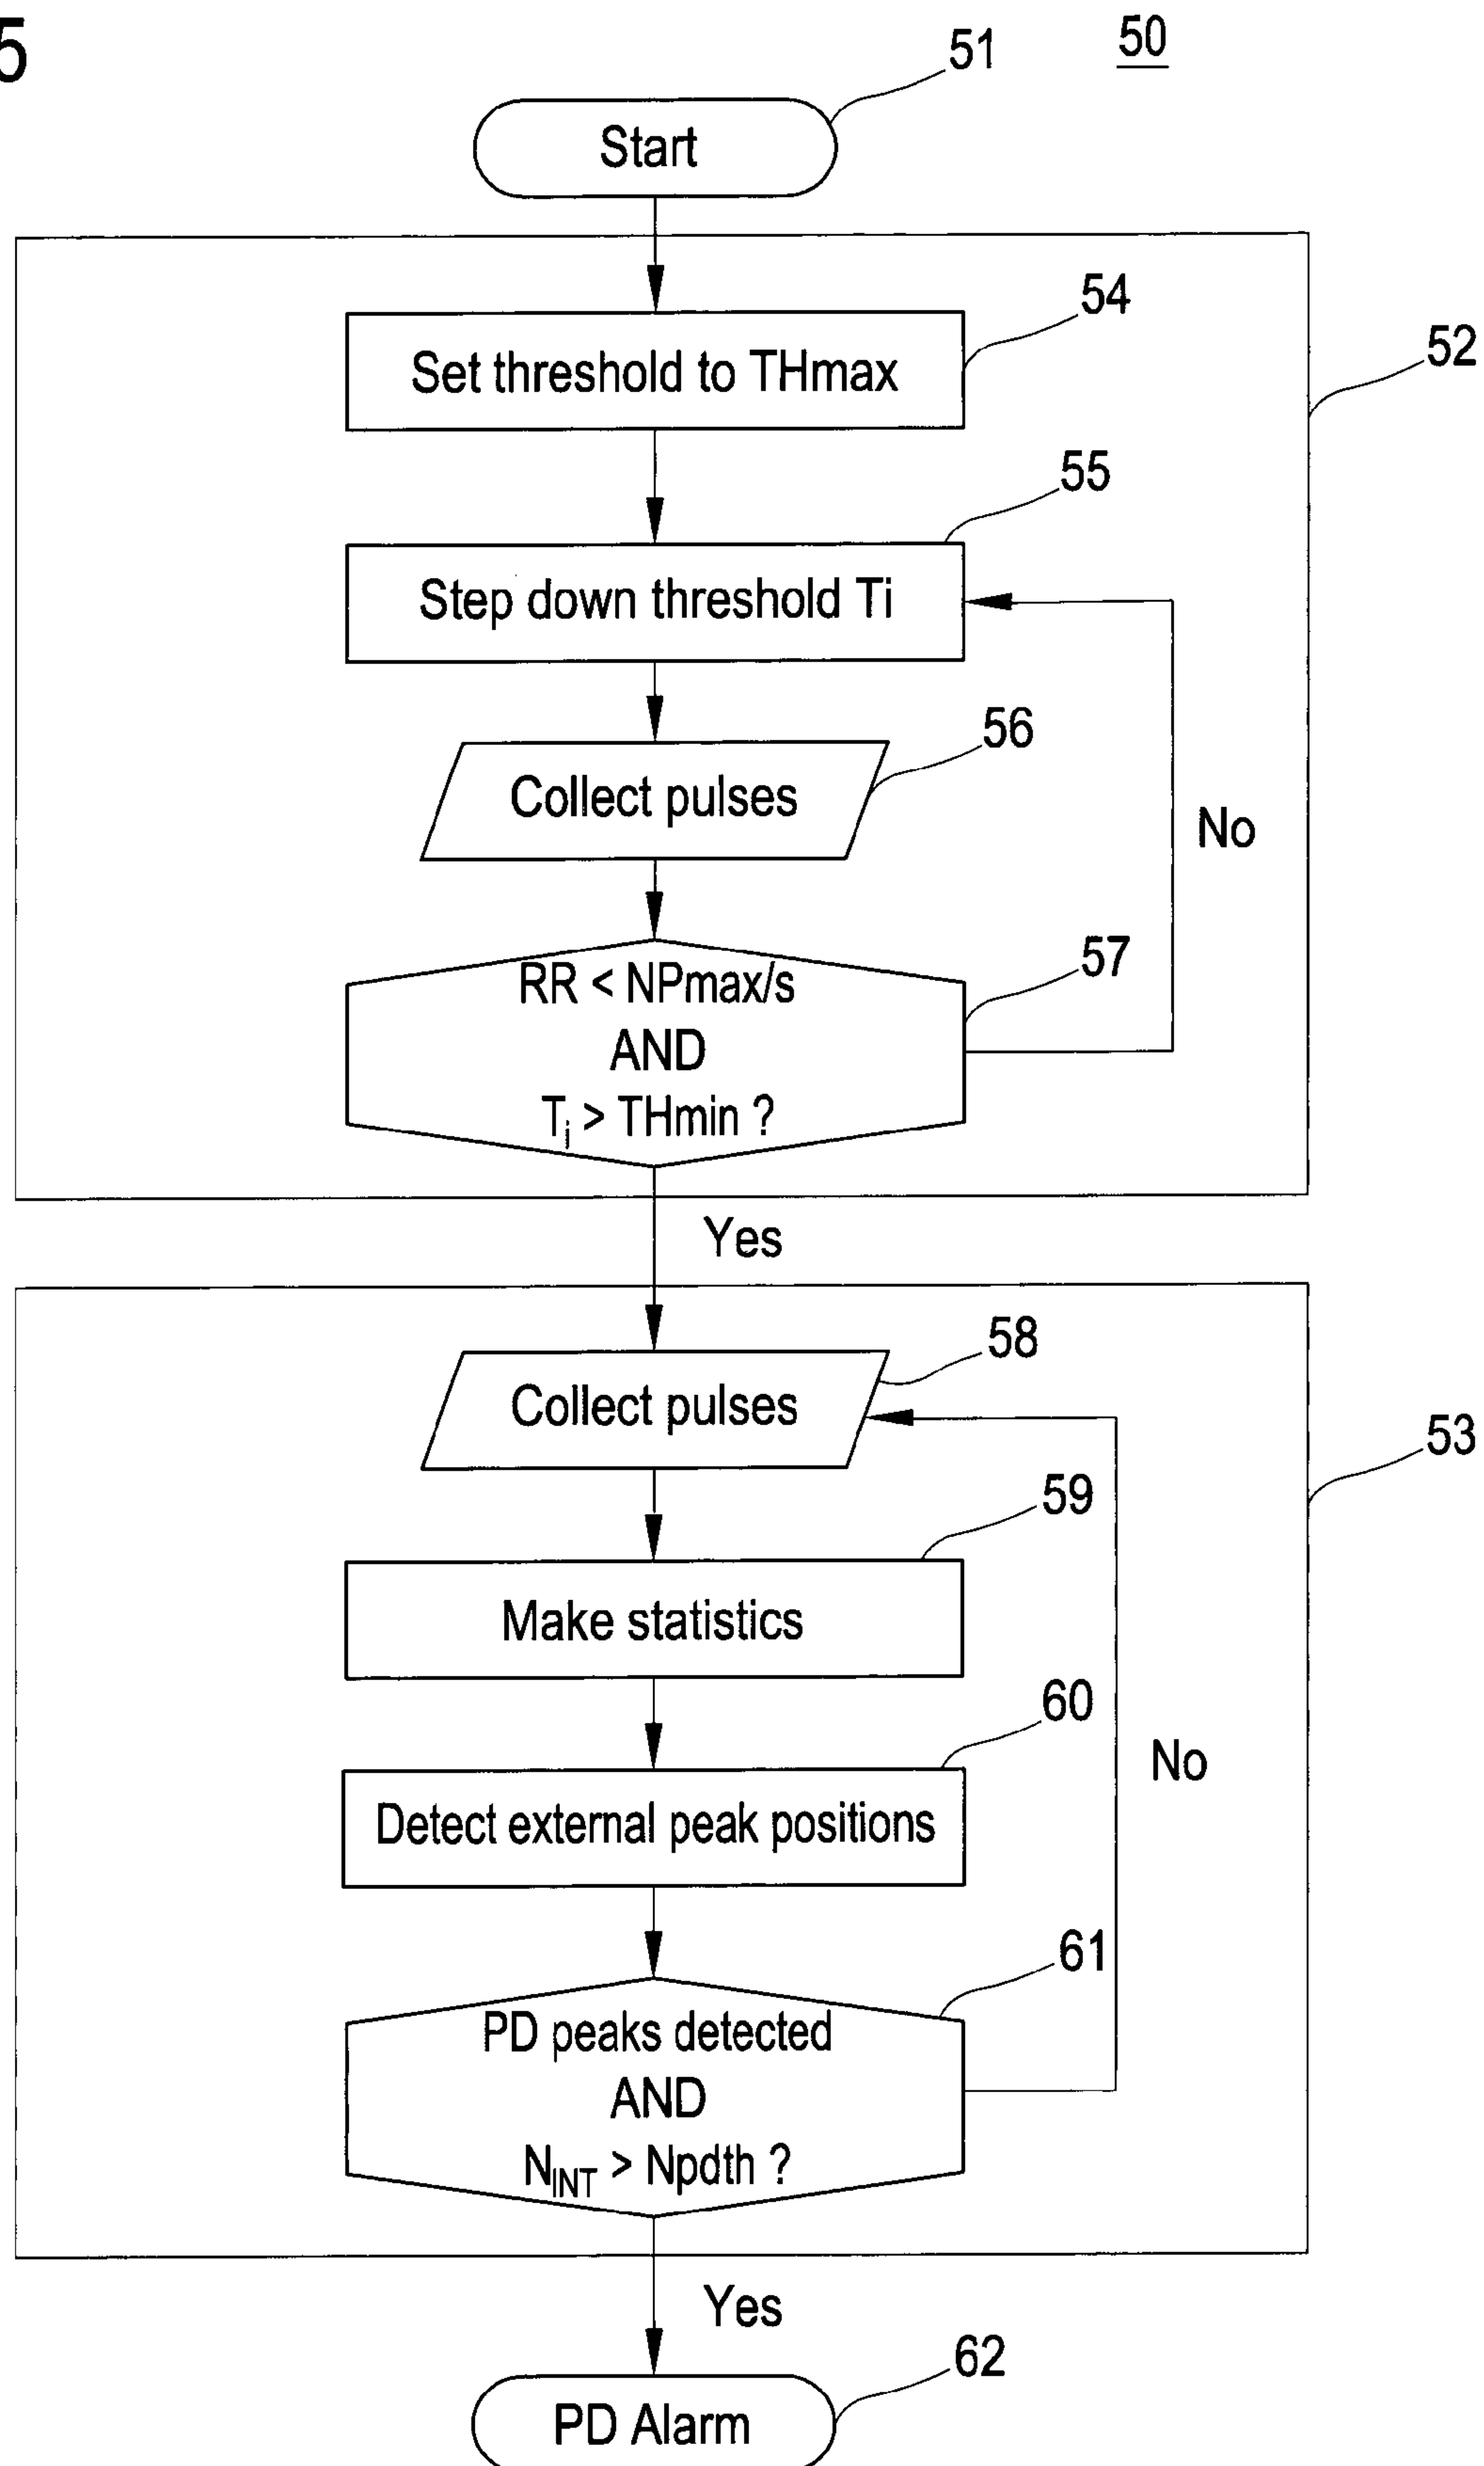 5
50
51
Start
52
54
Set threshold to THmax
55
Step down threshold Ti
56
Collect pulses
No
57
RR < NPmax/s
AND
Tj > THmin ?
Yes
58
Collect pulses
53
59
Make statistics
60
Detect external peak positions
No
61
PD peaks detected
AND
NINT > Npdth ?
Yes
62
PD Alarm